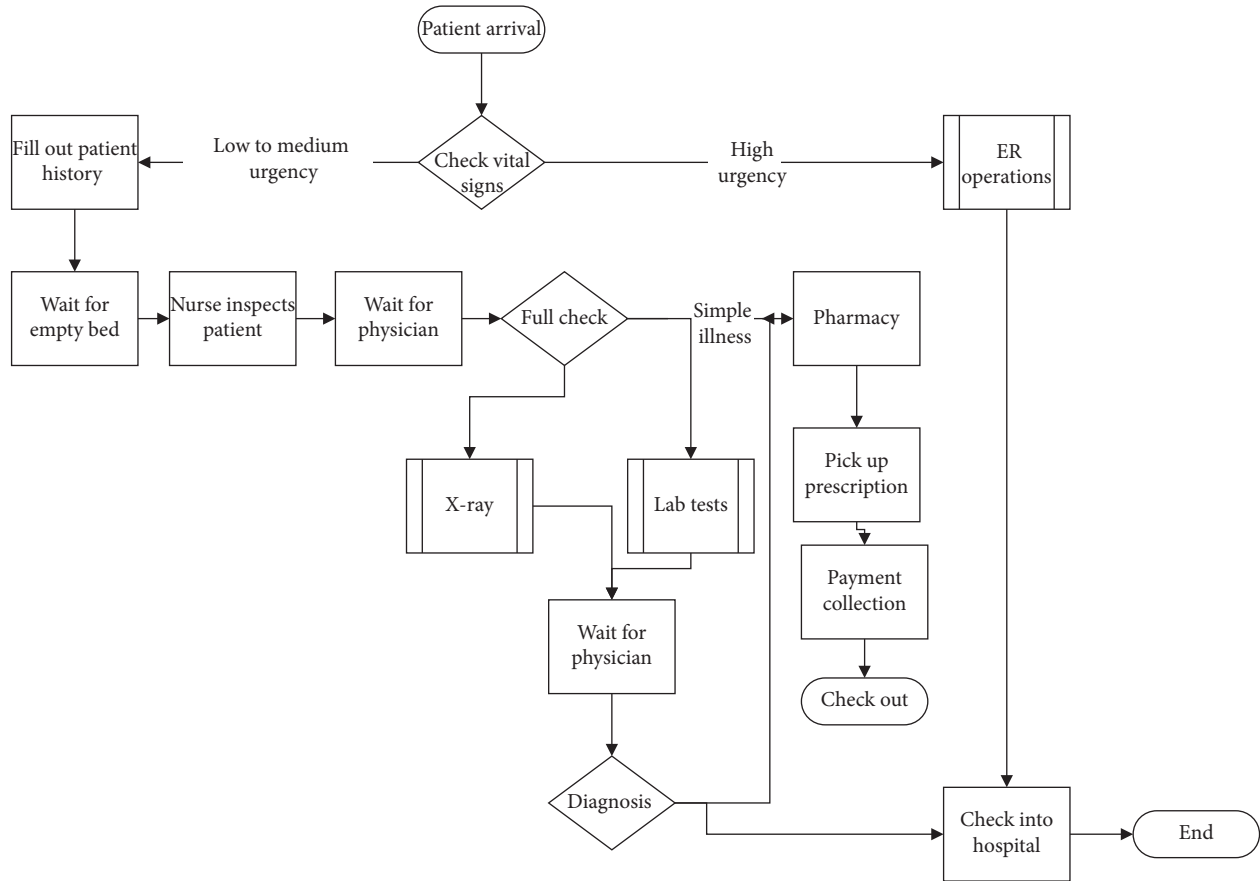 Patient arrival
Fill out patient
history
Low to medium
urgency
Check vital
signs
High
urgency
ER
operations
Wait for
empty bed
Nurse inspects
patient
Wait for
physician
Full check
Simple
illness
Pharmacy
X-ray
Lab tests
Pick up
prescription
Payment
collection
Wait for
physician
Check out
Diagnosis
Check into
hospital
End